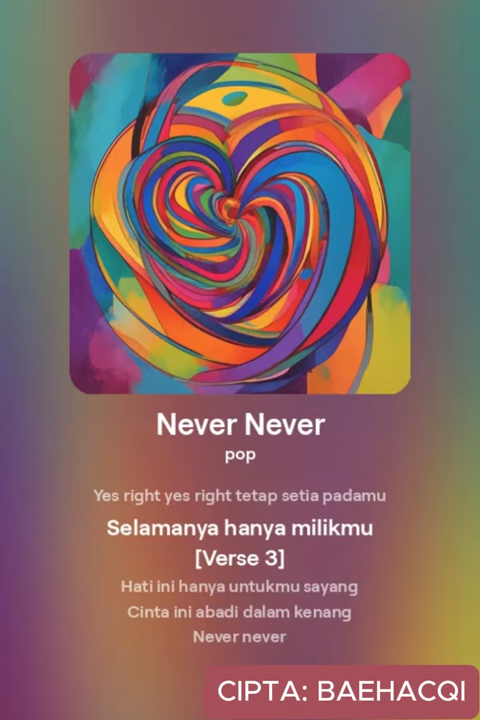 Never Never
pop
Yes right yes right tetap setia padamu
Selamanya hanya milikmu
[Verse 3]
Hati ini hanya untukmu sayang
Cinta ini abadi dalam kenang
Never never
CIPTA: BAEHACQI